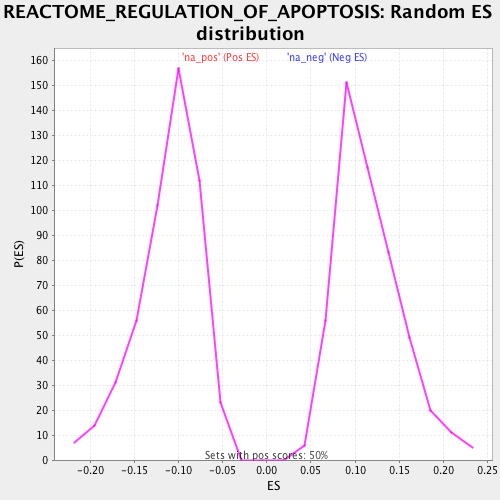 REACTOME_REGULATION_OF_APOPTOSIS: Random ES
distribution
'na_pos' (Pos ES) 'na_neg' (Neg ES)
160
150
140
130
120
110
100
90
80
70
60
50
40
30
20
10
0
P(ES)
Sets with pos scores: 50%
-0.20 -0.15 -0.10 -0.05 0.00 0.05 0.10 0.15 0.20 0.25
ES